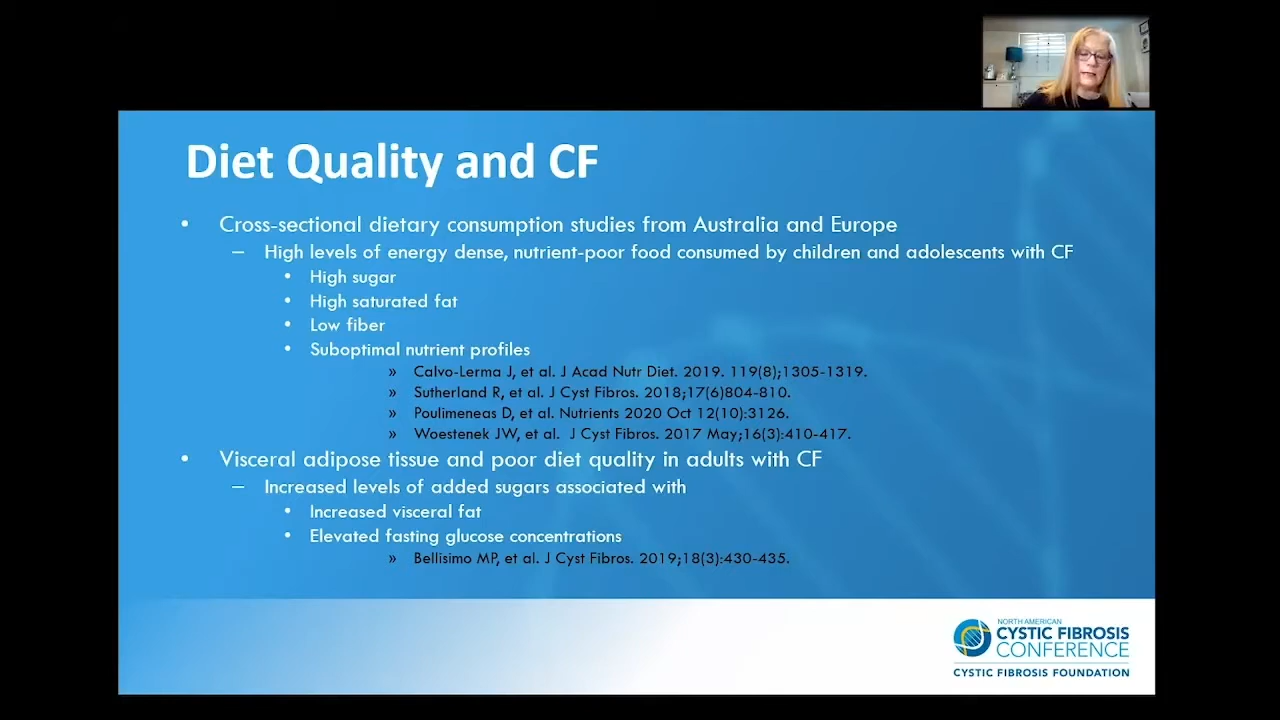 Diet Quality and CF
• Cross-sectional dietary consumption studies from Australia and Europe
– High levels of energy dense, nutrient-poor food consumed by children and adolescents with CF
• High sugar
• High saturated fat
• Low fiber
• Suboptimal nutrient profiles
» Calvo-Lerma J, et al. J Acad Nutr Diet. 2019. 119(8);1305-1319.
» Sutherland R, et al. J Cyst Fibros. 2018;17(6)804-810.
» Poulimeneas D, et al. Nutrients 2020 Oct 12(10):3126.
» Woestenek JW, et al. J Cyst Fibros. 2017 May;16(3):410-417.
• Visceral adipose tissue and poor diet quality in adults with CF
– Increased levels of added sugars associated with
• Increased visceral fat
• Elevated fasting glucose concentrations
» Bellisimo MP, et al. J Cyst Fibros. 2019;18(3):430-435.
NORTH AMERICAN
CYSTIC FIBROSIS
CONFERENCE
CYSTIC FIBROSIS FOUNDATION